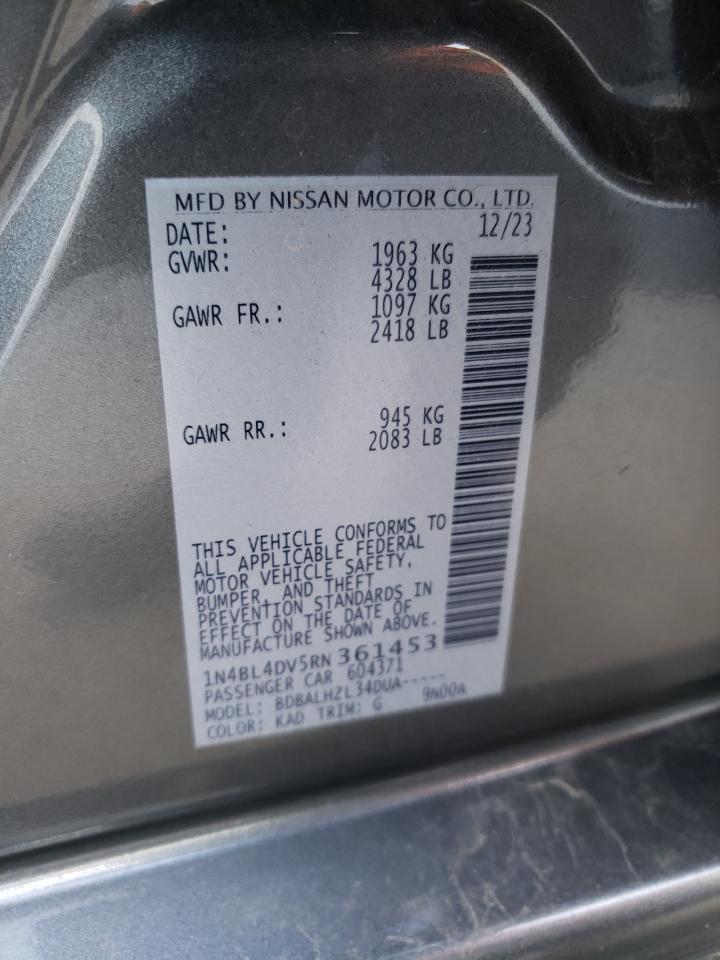 MFD BY NISSAN MOTOR CO., LTD.
DATE: 12/23
GVWR: 1963 KG
4328 LB
GAWR FR.: 1097 KG
2418 LB
GAWR RR.: 945 KG
2083 LB
THIS VEHICLE CONFORMS TO
ALL APPLICABLE FEDERAL
MOTOR VEHICLE SAFETY,
BUMPER, AND THEFT
PREVENTION STANDARDS IN
EFFECT ON THE DATE OF
MANUFACTURE SHOWN ABOVE.
1N4BL4DV5RN361453
PASSENGER CAR 604371
MODEL: BDBALHZL34DUA-----
COLOR: KAD TRIM: G 9N00A